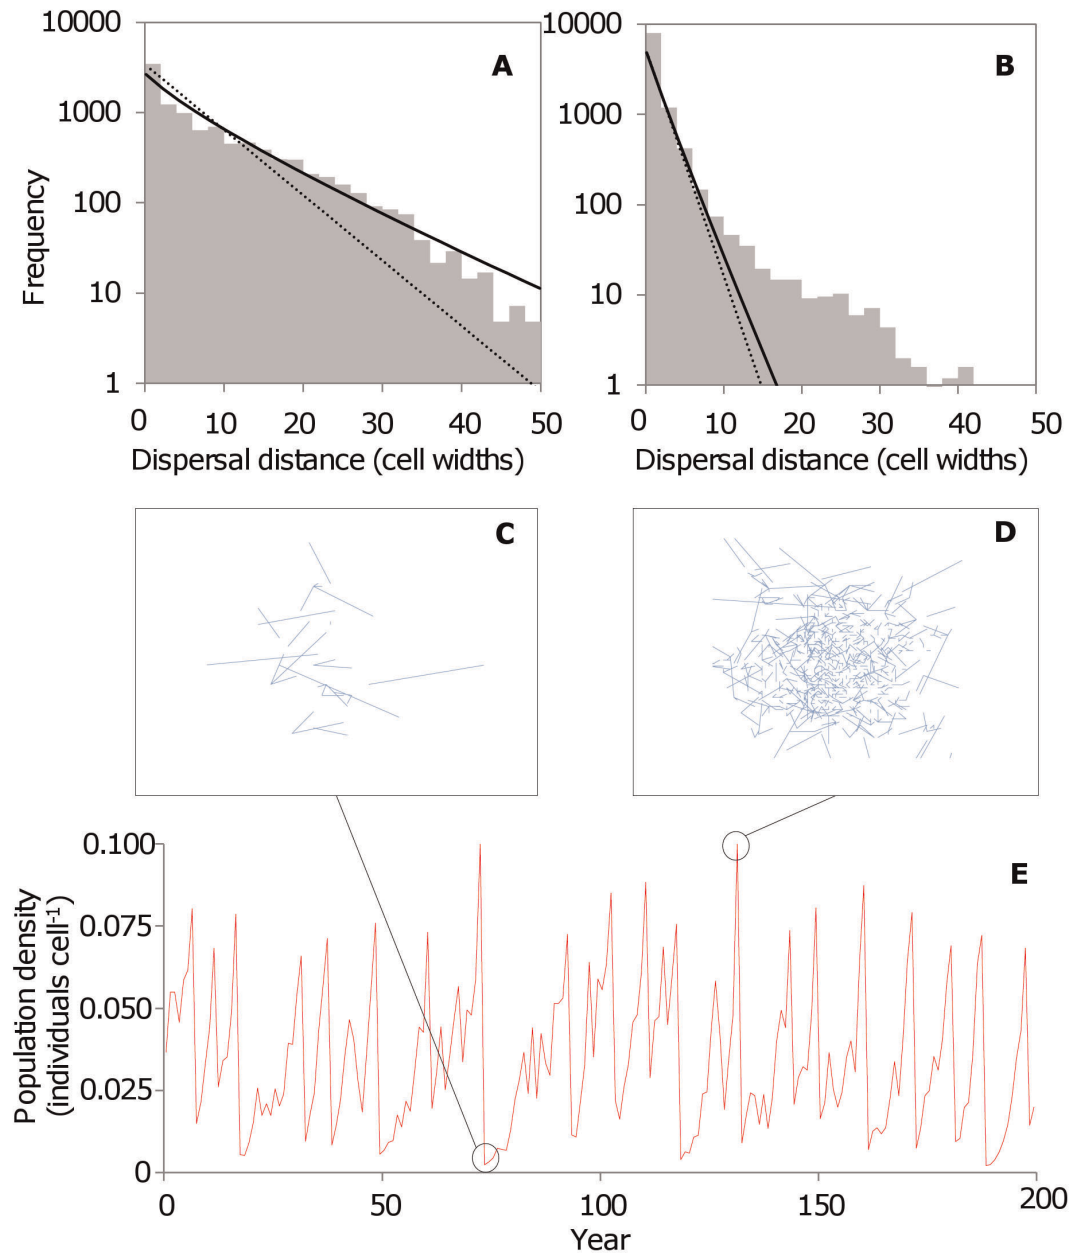 10000
1000
100
10
1
A
Frequency
0 10 20 30 40 50
Dispersal distance (cell widths)
10000
1000
100
10
1
B
0 10 20 30 40 50
Dispersal distance (cell widths)
C
D
0.100
0.075
0.050
0.025
0
E
Population density
(individuals cell-1)
0 50 100 150 200
Year